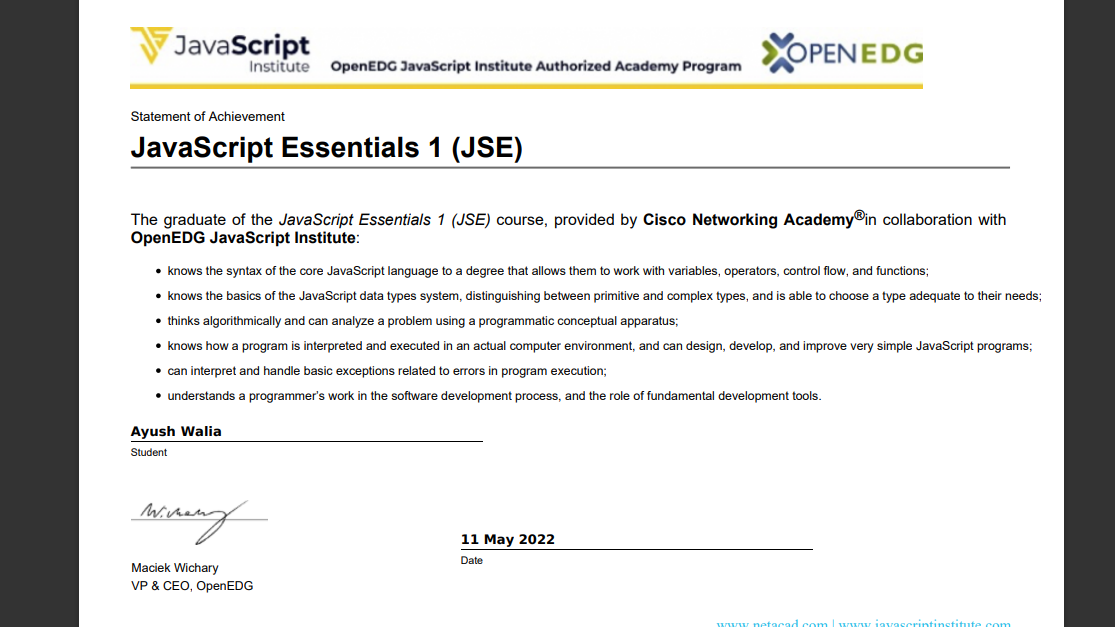 JavaScript
Institute
OpenEDG JavaScript Institute Authorized Academy Program
OPENEDG
Statement of Achievement
JavaScript Essentials 1 (JSE)
The graduate of the JavaScript Essentials 1 (JSE) course, provided by Cisco Networking Academy®in collaboration with
OpenEDG JavaScript Institute:
• knows the syntax of the core JavaScript language to a degree that allows them to work with variables, operators, control flow, and functions;
• knows the basics of the JavaScript data types system, distinguishing between primitive and complex types, and is able to choose a type adequate to their needs;
• thinks algorithmically and can analyze a problem using a programmatic conceptual apparatus;
• knows how a program is interpreted and executed in an actual computer environment, and can design, develop, and improve very simple JavaScript programs;
• can interpret and handle basic exceptions related to errors in program execution;
• understands a programmer's work in the software development process, and the role of fundamental development tools.
Ayush Walia
Student
W.chary
11 May 2022
Date
Maciek Wichary
VP & CEO, OpenEDG
www.netacad.com | www.javascriptinstitute.com